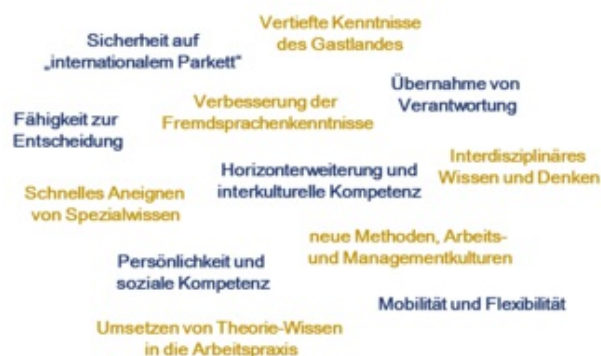 Vertiefte Kenntnisse
des Gastlandes
Sicherheit auf
„internationalem Parkett“
Übernahme von
Verantwortung
Verbesserung der
Fremdsprachenkenntnisse
Fähigkeit zur
Entscheidung
Interdisziplinäres
Wissen und Denken
Horizonterweiterung und
interkulturelle Kompetenz
Schnelles Aneignen
von Spezialwissen
neue Methoden, Arbeits-
und Managementkulturen
Persönlichkeit und
soziale Kompetenz
Mobilität und Flexibilität
Umsetzen von Theorie-Wissen
in die Arbeitspraxis